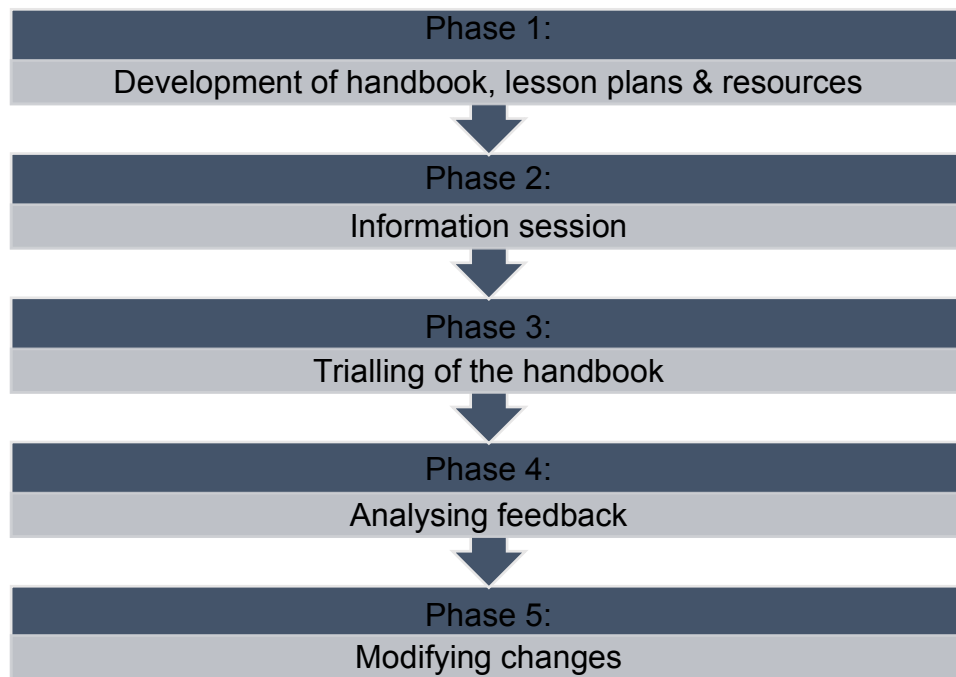 Phase 1:
Development of handbook, lesson plans & resources
Phase 2:
Information session
Phase 3:
Trialling of the handbook
Phase 4:
Analysing feedback
Phase 5:
Modifying changes